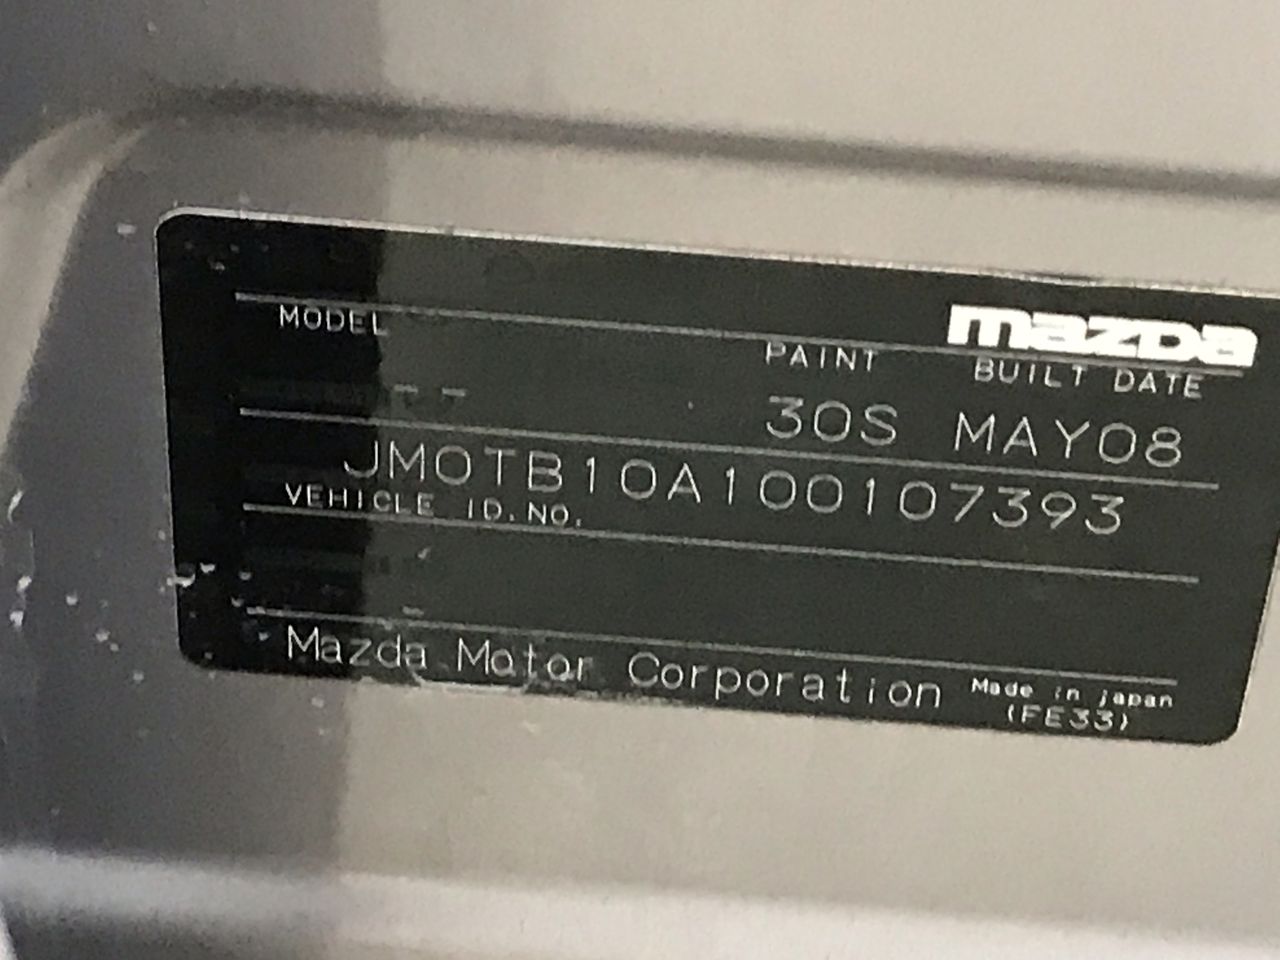 mazda
MODEL PAINT BUILT DATE
-- 30S MAY08
JM0TB10A100107393
VEHICLE ID.NO.
Mazda Motor Corporation Made in japan
(FE33)